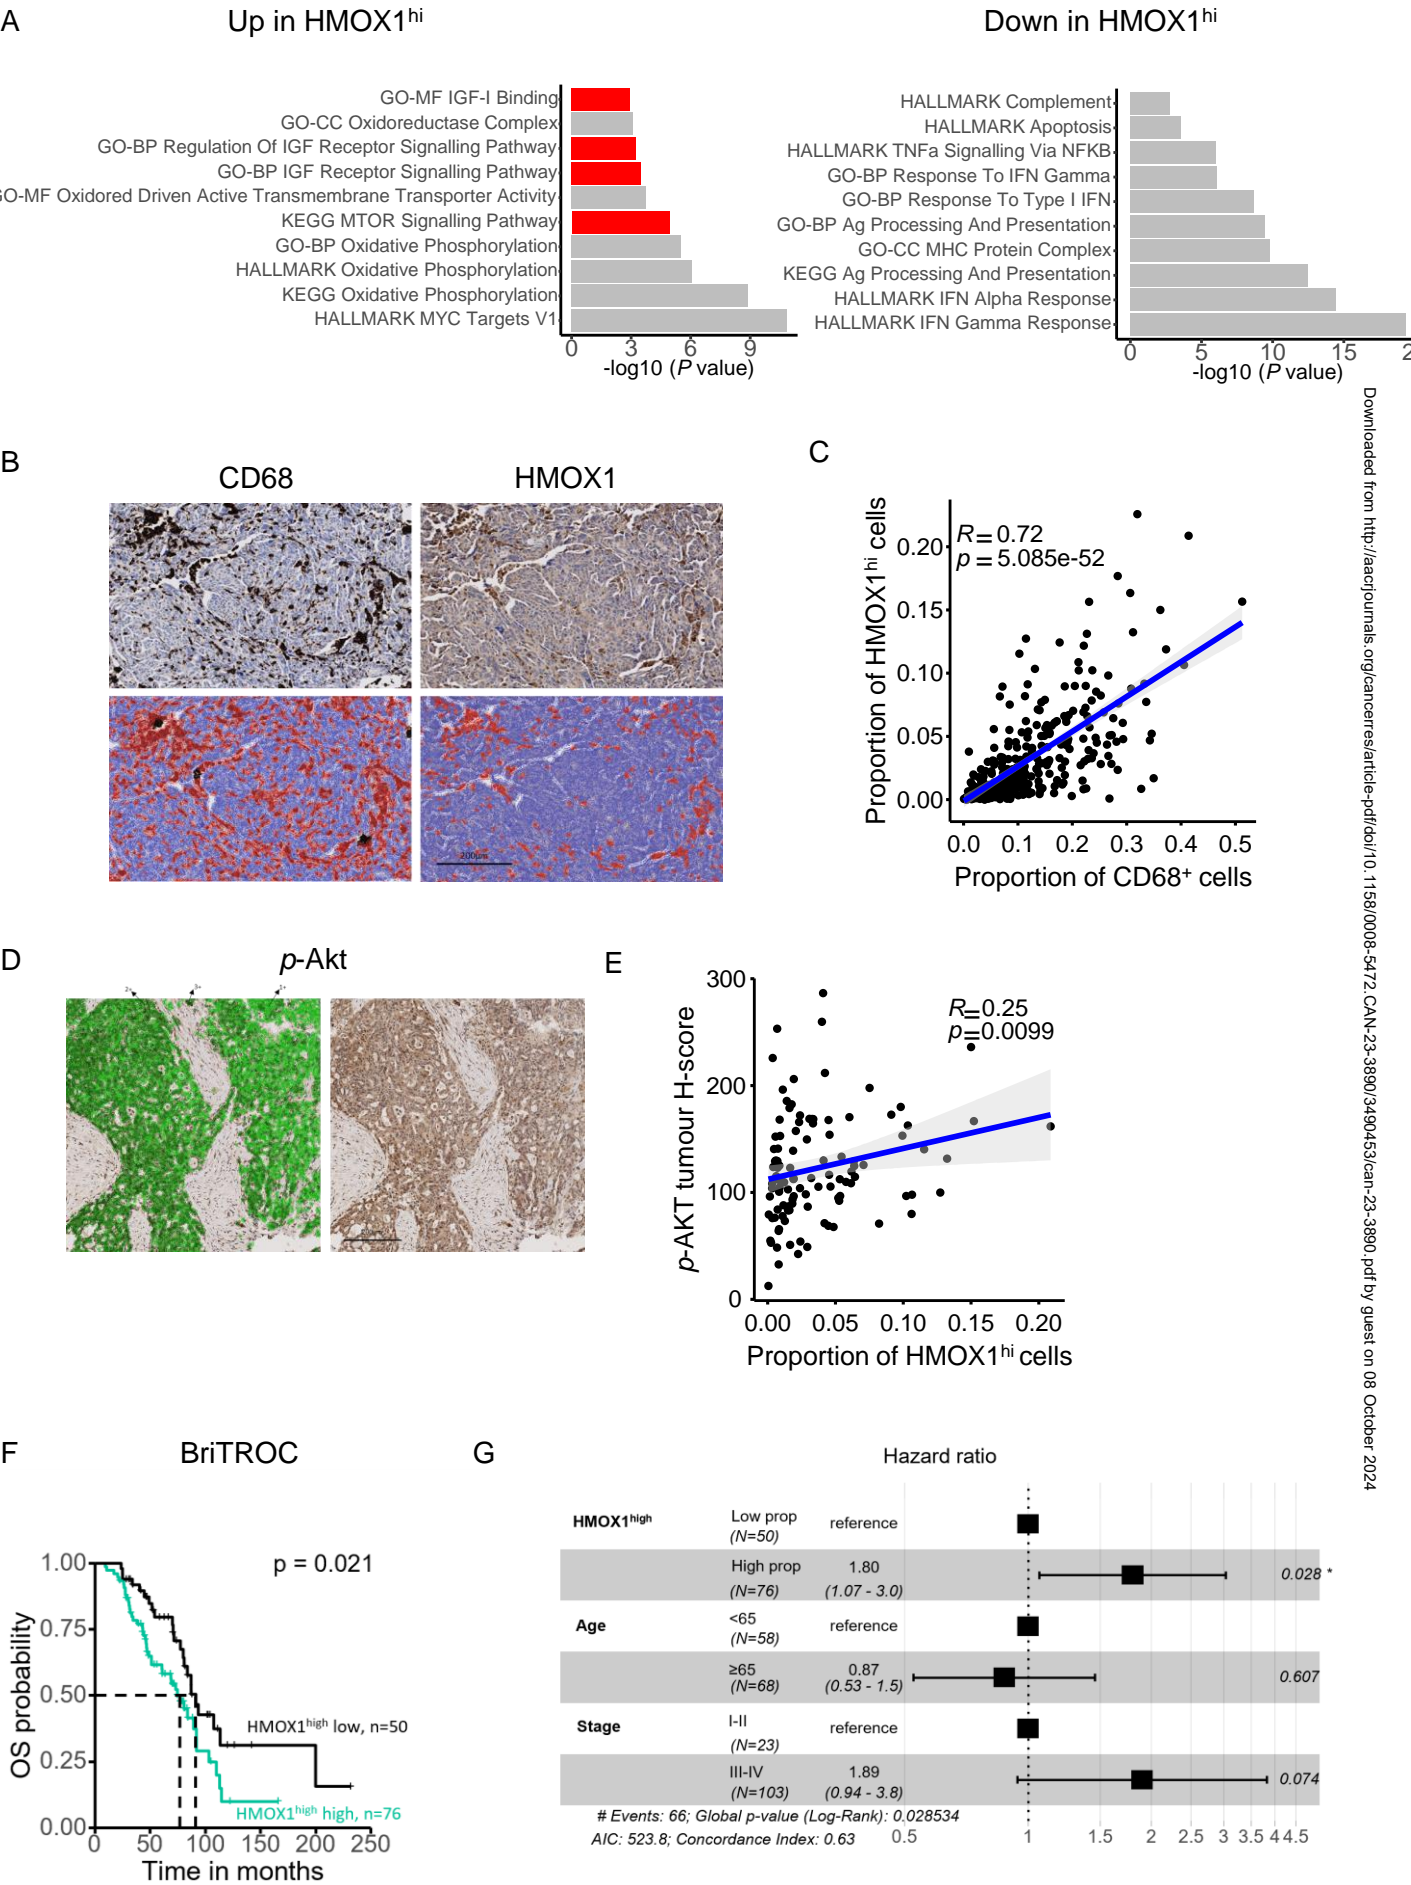 A
Up in HMOX1hi
Down in HMOX1hi
GO-MF IGF-I Binding
GO-CC Oxidoreductase Complex
GO-BP Regulation Of IGF Receptor Signalling Pathway
GO-BP IGF Receptor Signalling Pathway
GO-MF Oxidored Driven Active Transmembrane Transporter Activity
KEGG MTOR Signalling Pathway
GO-BP Oxidative Phosphorylation
HALLMARK Oxidative Phosphorylation
KEGG Oxidative Phosphorylation
HALLMARK MYC Targets V1
0 3 6 9
-log10 (P value)
HALLMARK Complement
HALLMARK Apoptosis
HALLMARK TNFa Signalling Via NFKB
GO-BP Response To IFN Gamma
GO-BP Response To Type I IFN
GO-BP Ag Processing And Presentation
GO-CC MHC Protein Complex
KEGG Ag Processing And Presentation
HALLMARK IFN Alpha Response
HALLMARK IFN Gamma Response
0 5 10 15 2
-log10 (P value)
B
CD68
HMOX1
200µm
C
R = 0.72
p = 5.085e-52
Proportion of HMOX1hi cells
0.20
0.15
0.10
0.05
0.00
0.0 0.1 0.2 0.3 0.4 0.5
Proportion of CD68+ cells
D
p-Akt
2+ 3+ 1+
E
R=0.25
p=0.0099
p-AKT tumour H-score
300
200
100
0
0.00 0.05 0.10 0.15 0.20
Proportion of HMOX1hi cells
F
BriTROC
p = 0.021
OS probability
1.00
0.75
0.50
0.25
0.00
HMOX1high low, n=50
HMOX1high high, n=76
0 50 100 150 200 250
Time in months
G
Hazard ratio
HMOX1high Low prop (N=50) reference
High prop (N=76) 1.80 (1.07 - 3.0) 0.028 *
Age <65 (N=58) reference
≥65 (N=68) 0.87 (0.53 - 1.5) 0.607
Stage I-II (N=23) reference
III-IV (N=103) 1.89 (0.94 - 3.8) 0.074
# Events: 66; Global p-value (Log-Rank): 0.028534
AIC: 523.8; Concordance Index: 0.63
0.5 1 1.5 2 2.5 3 3.5 4 4.5
Downloaded from http://aacrjournals.org/cancerres/article-pdf/doi/10.1158/0008-5472.CAN-23-3890/3490453/can-23-3890.pdf by guest on 08 October 2024